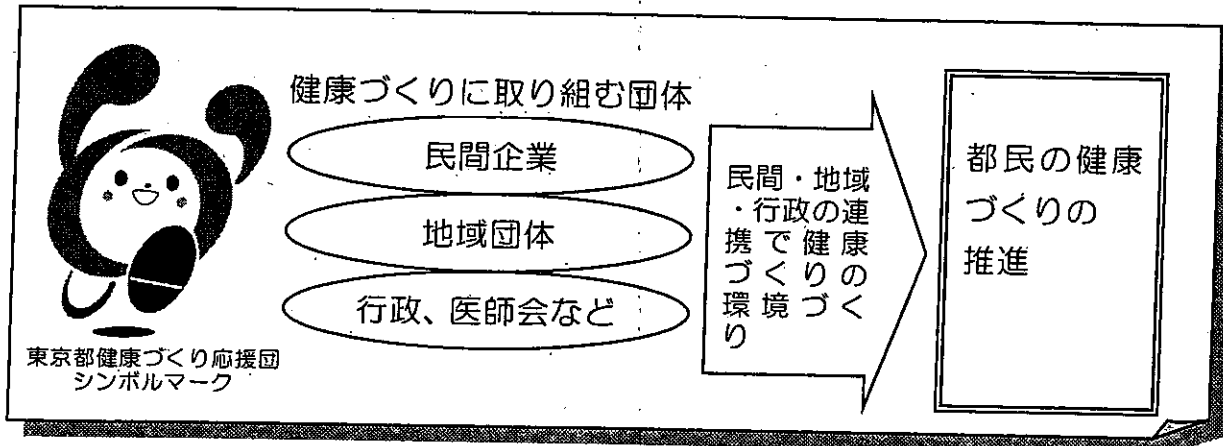 健康づくりに取り組む団体
民間企業
地域団体
行政、医師会など
東京都健康づくり応援団
シンボルマーク
民間・地域
・行政の連
携で健康
づくりの
環境づく
り
都民の健康
づくりの
推進